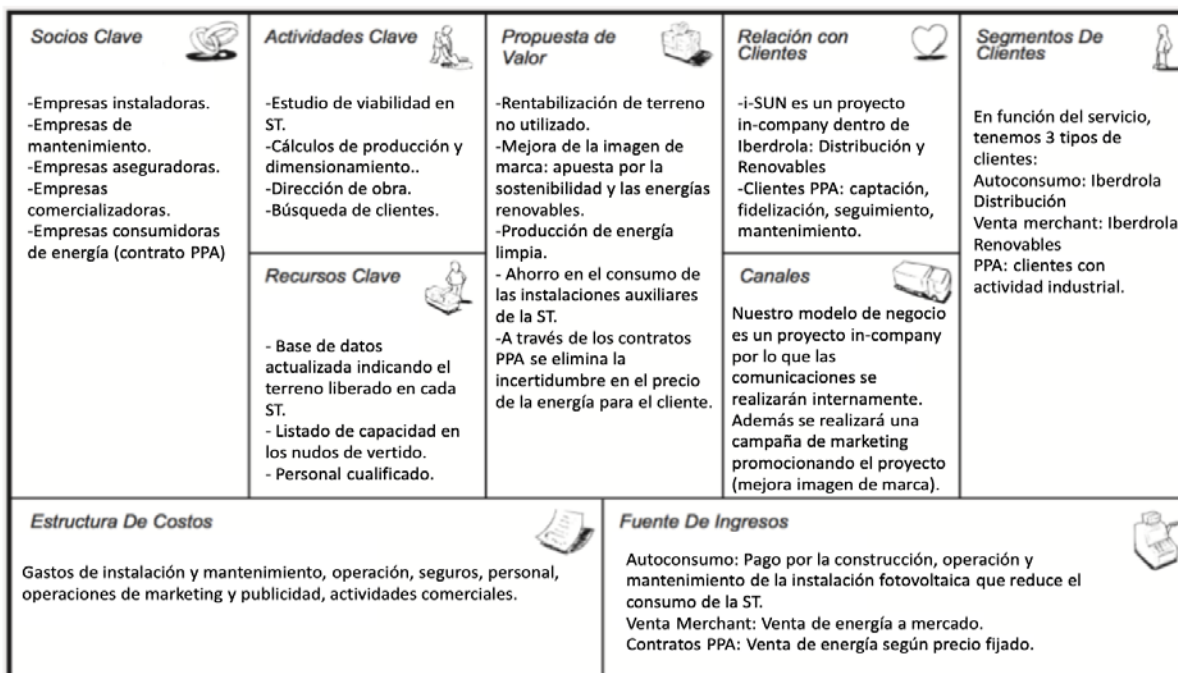 Socios Clave
-Empresas instaladoras.
-Empresas de
mantenimiento.
-Empresas aseguradoras.
-Empresas
comercializadoras.
-Empresas consumidoras
de energía (contrato PPA)
Actividades Clave
-Estudio de viabilidad en
ST.
-Cálculos de producción y
dimensionamiento..
-Dirección de obra.
-Búsqueda de clientes.
Recursos Clave
- Base de datos
actualizada indicando el
terreno liberado en cada
ST.
- Listado de capacidad en
los nudos de vertido.
- Personal cualificado.
Propuesta de
Valor
-Rentabilización de terreno
no utilizado.
-Mejora de la imagen de
marca: apuesta por la
sostenibilidad y las energías
renovables.
-Producción de energía
limpia.
- Ahorro en el consumo de
las instalaciones auxiliares
de la ST.
-A través de los contratos
PPA se elimina la
incertidumbre en el precio
de la energía para el cliente.
Relación con
Clientes
-i-SUN es un proyecto
in-company dentro de
Iberdrola: Distribución y
Renovables
-Clientes PPA: captación,
fidelización, seguimiento,
mantenimiento.
Canales
Nuestro modelo de negocio
es un proyecto in-company
por lo que las
comunicaciones se
realizarán internamente.
Además se realizará una
campaña de marketing
promocionando el proyecto
(mejora imagen de marca).
Segmentos De
Clientes
En función del servicio,
tenemos 3 tipos de
clientes:
Autoconsumo: Iberdrola
Distribución
Venta merchant: Iberdrola
Renovables
PPA: clientes con
actividad industrial.
Estructura De Costos
Gastos de instalación y mantenimiento, operación, seguros, personal,
operaciones de marketing y publicidad, actividades comerciales.
Fuente De Ingresos
Autoconsumo: Pago por la construcción, operación y
mantenimiento de la instalación fotovoltaica que reduce el
consumo de la ST.
Venta Merchant: Venta de energía a mercado.
Contratos PPA: Venta de energía según precio fijado.